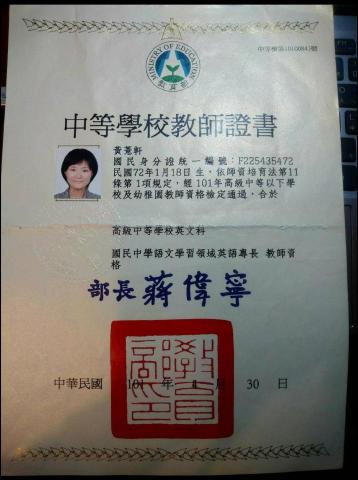 MINISTRY OF EDUCATION
教育部
中等學校教師證書
黃薏軒
國民身分證統一編號：F225435472
民國72年1月18日生，依師資培育法第11
條第1項規定，經101年高級中等以下學
校及幼稚園教師資格檢定通過，合於
高級中等學校英文科
國民中學語文學習領域英語專長 教師資
格
部長 蔣偉寧
中華民國 101 年 4 月 30 日